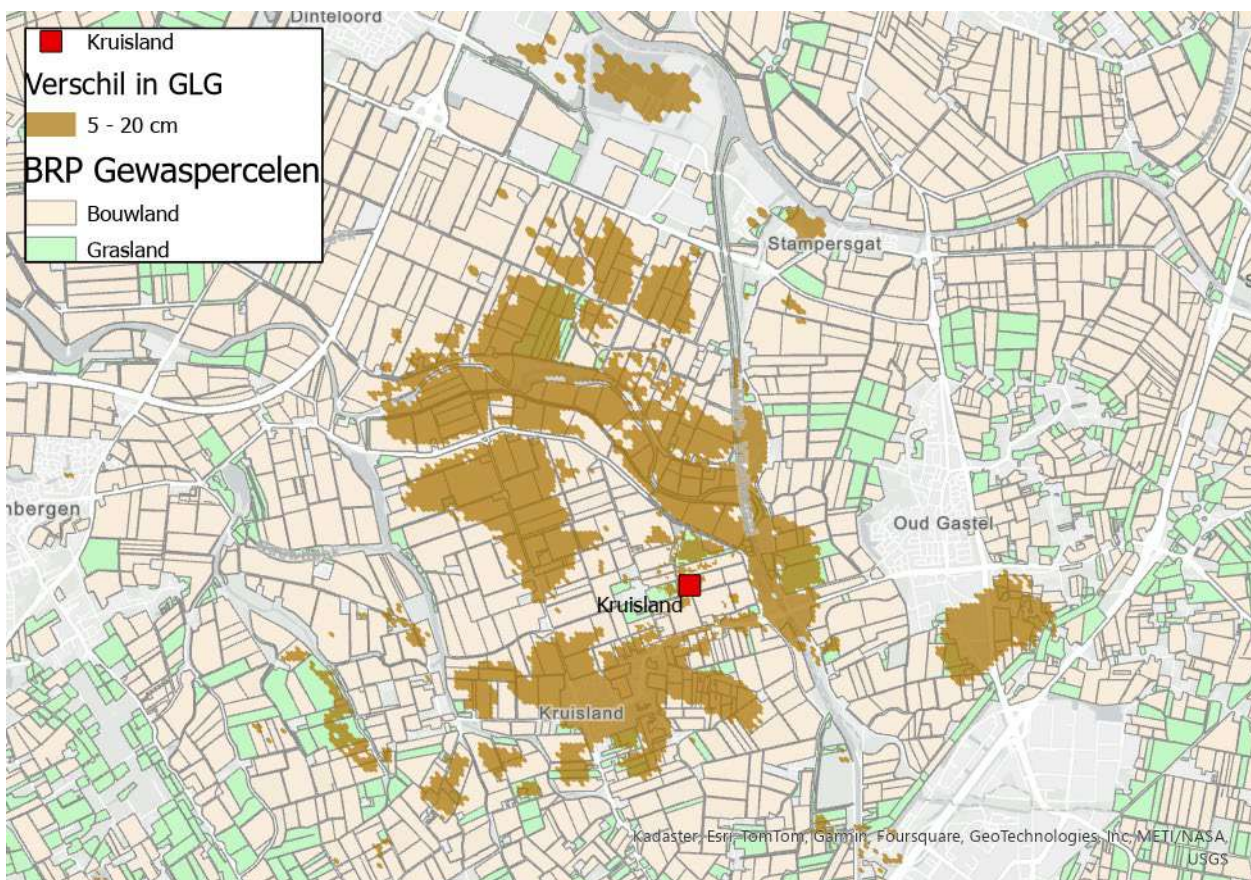 Dinteloord
Kruisland
Verschil in GLG
5 - 20 cm
BRP Gewaspercelen
Bouwland
Grasland
Stampersgat
nbergen
Oud Gastel
Kruisland
Kruisland
Kadaster, Esri, TomTom, Garmin, Foursquare, GeoTechnologies, Inc, METI/NASA,
USGS